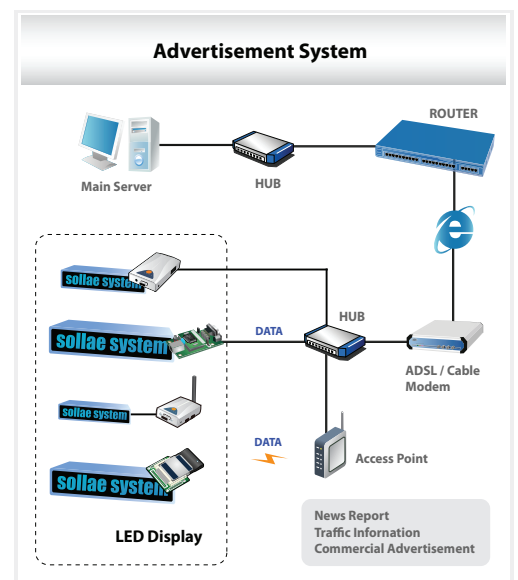 Advertisement System
ROUTER
Main Server
HUB
e
sollae system
HUB
DATA
sollae system
ADSL / Cable
Modem
sollae system
DATA
Access Point
sollae system
LED Display
News Report
Traffic Infornation
Commercial Advertisement